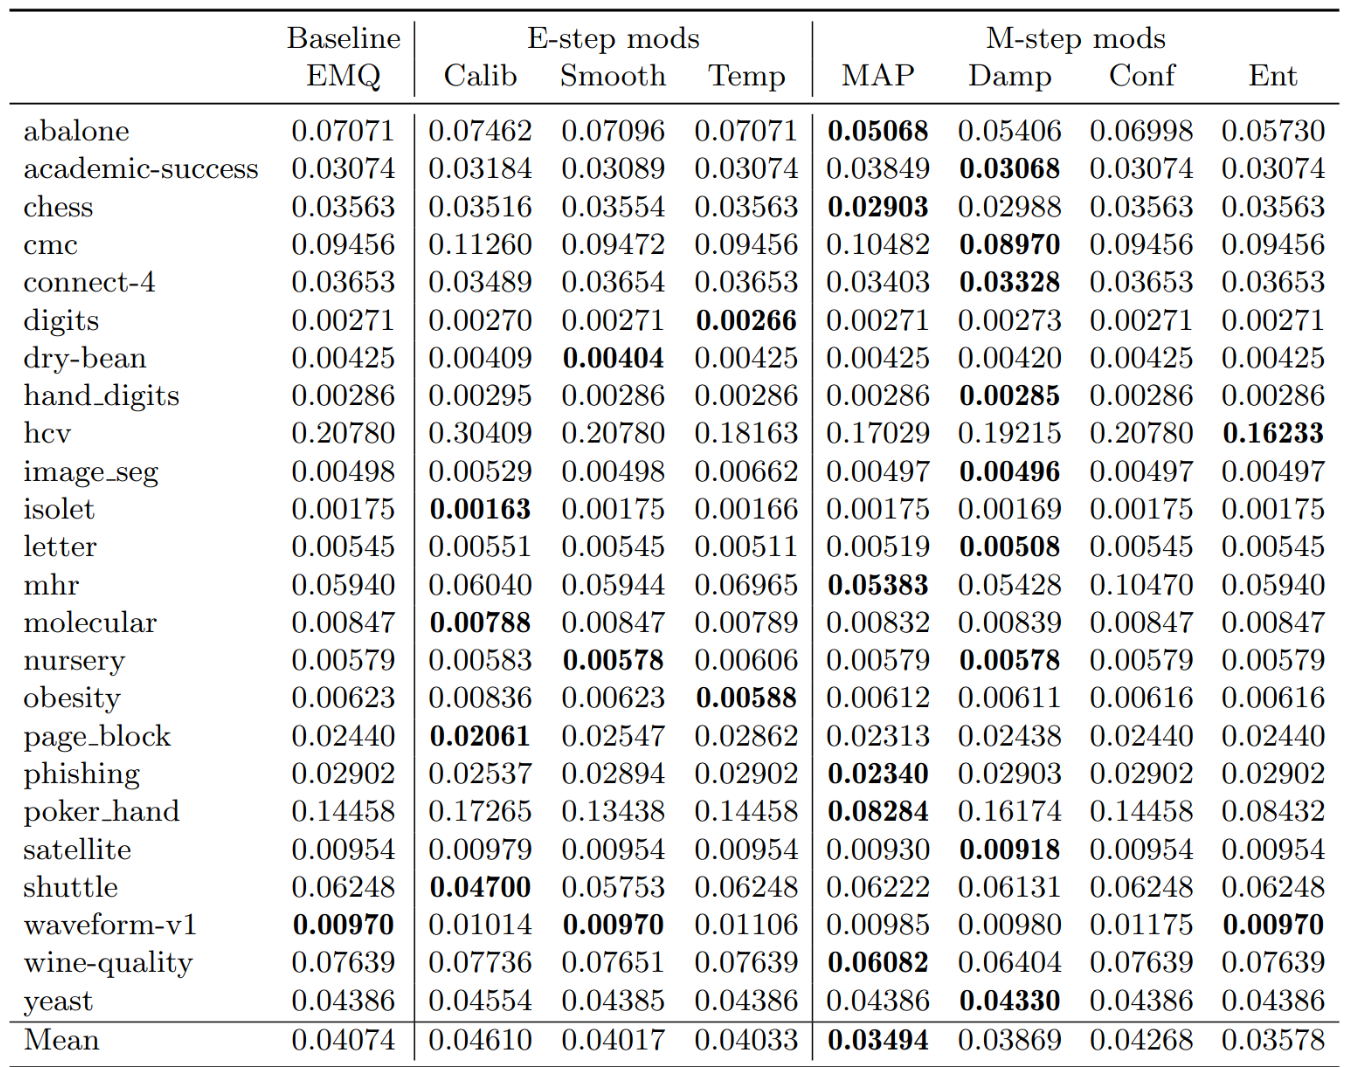 Baseline E-step mods M-step mods
EMQ Calib Smooth Temp MAP Damp Conf Ent
abalone 0.07071 0.07462 0.07096 0.07071 0.05068 0.05406 0.06998 0.05730
academic-success 0.03074 0.03184 0.03089 0.03074 0.03849 0.03068 0.03074 0.03074
chess 0.03563 0.03516 0.03554 0.03563 0.02903 0.02988 0.03563 0.03563
cmc 0.09456 0.11260 0.09472 0.09456 0.10482 0.08970 0.09456 0.09456
connect-4 0.03653 0.03489 0.03654 0.03653 0.03403 0.03328 0.03653 0.03653
digits 0.00271 0.00270 0.00271 0.00266 0.00271 0.00273 0.00271 0.00271
dry-bean 0.00425 0.00409 0.00404 0.00425 0.00425 0.00420 0.00425 0.00425
hand_digits 0.00286 0.00295 0.00286 0.00286 0.00286 0.00285 0.00286 0.00286
hcv 0.20780 0.30409 0.20780 0.18163 0.17029 0.19215 0.20780 0.16233
image_seg 0.00498 0.00529 0.00498 0.00662 0.00497 0.00496 0.00497 0.00497
isolet 0.00175 0.00163 0.00175 0.00166 0.00175 0.00169 0.00175 0.00175
letter 0.00545 0.00551 0.00545 0.00511 0.00519 0.00508 0.00545 0.00545
mhr 0.05940 0.06040 0.05944 0.06965 0.05383 0.05428 0.10470 0.05940
molecular 0.00847 0.00788 0.00847 0.00789 0.00832 0.00839 0.00847 0.00847
nursery 0.00579 0.00583 0.00578 0.00606 0.00579 0.00578 0.00579 0.00579
obesity 0.00623 0.00836 0.00623 0.00588 0.00612 0.00611 0.00616 0.00616
page_block 0.02440 0.02061 0.02547 0.02862 0.02313 0.02438 0.02440 0.02440
phishing 0.02902 0.02537 0.02894 0.02902 0.02340 0.02903 0.02902 0.02902
poker_hand 0.14458 0.17265 0.13438 0.14458 0.08284 0.16174 0.14458 0.08432
satellite 0.00954 0.00979 0.00954 0.00954 0.00930 0.00918 0.00954 0.00954
shuttle 0.06248 0.04700 0.05753 0.06248 0.06222 0.06131 0.06248 0.06248
waveform-v1 0.00970 0.01014 0.00970 0.01106 0.00985 0.00980 0.01175 0.00970
wine-quality 0.07639 0.07736 0.07651 0.07639 0.06082 0.06404 0.07639 0.07639
yeast 0.04386 0.04554 0.04385 0.04386 0.04386 0.04330 0.04386 0.04386
Mean 0.04074 0.04610 0.04017 0.04033 0.03494 0.03869 0.04268 0.03578